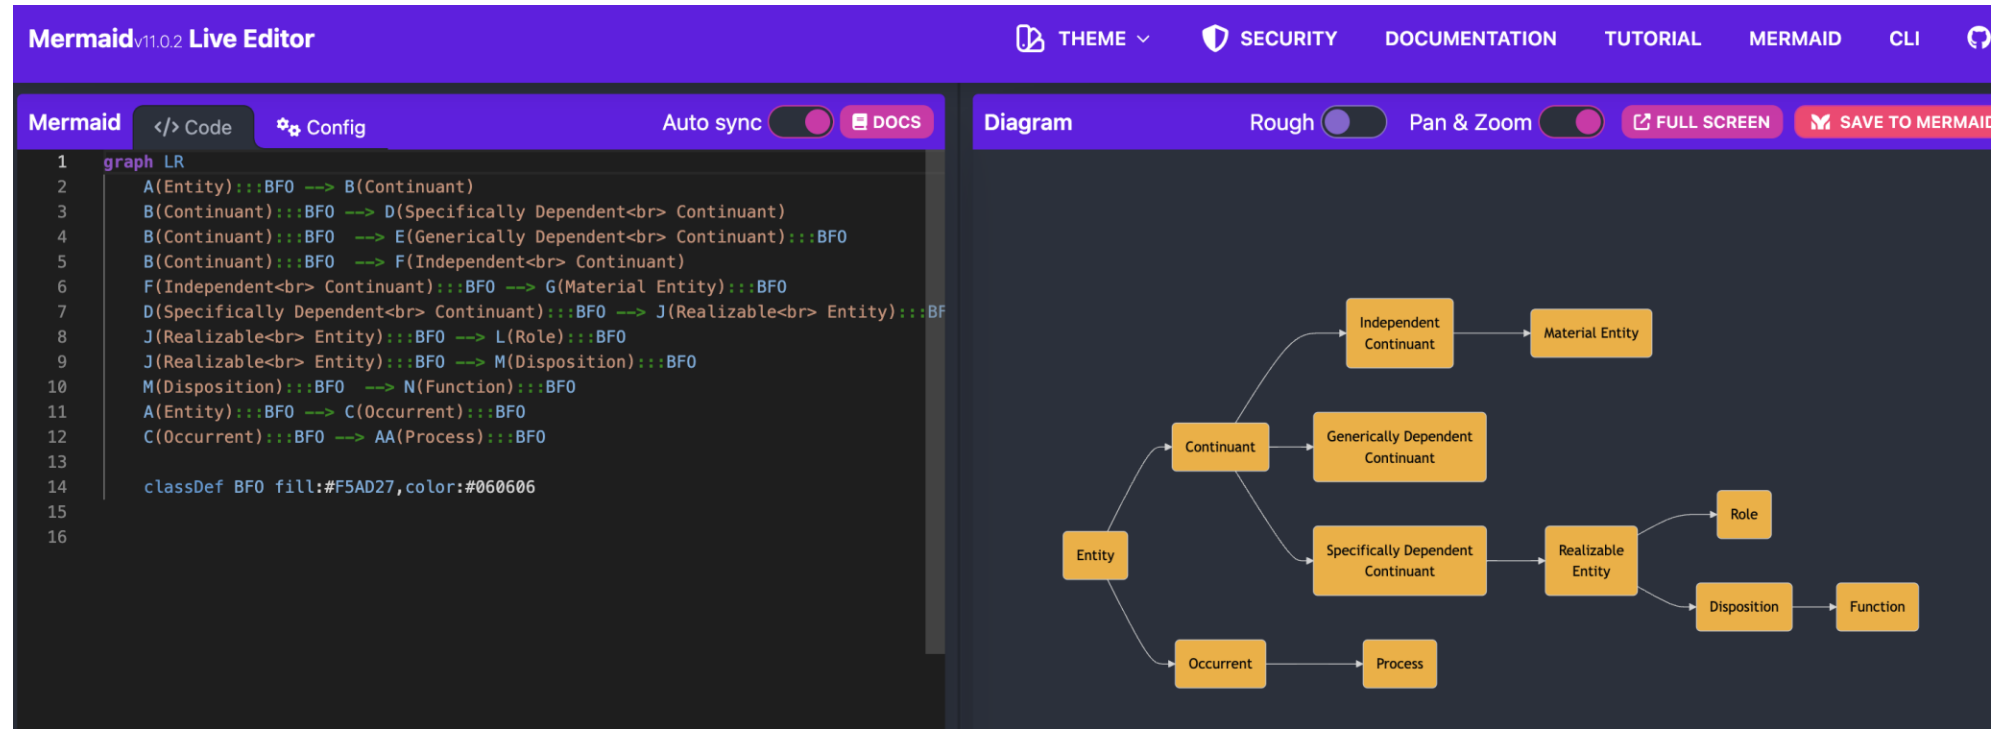 Mermaid v11.0.2 Live Editor
THEME
SECURITY
DOCUMENTATION
TUTORIAL
MERMAID
CLI
Mermaid
</> Code
Config
Auto sync
DOCS
1 graph LR
2 A(Entity):::BFO --> B(Continuant)
3 B(Continuant):::BFO --> D(Specifically Dependent<br> Continuant)
4 B(Continuant):::BFO  --> E(Generically Dependent<br> Continuant):::BFO
5 B(Continuant):::BFO  --> F(Independent<br> Continuant)
6 F(Independent<br> Continuant):::BFO --> G(Material Entity):::BFO
7 D(Specifically Dependent<br> Continuant):::BFO --> J(Realizable<br> Entity):::BF
8 J(Realizable<br> Entity):::BFO --> L(Role):::BFO
9 J(Realizable<br> Entity):::BFO --> M(Disposition):::BFO
10 M(Disposition):::BFO  --> N(Function):::BFO
11 A(Entity):::BFO --> C(Occurrent):::BFO
12 C(Occurrent):::BFO --> AA(Process):::BFO
13
14 classDef BFO fill:#F5AD27,color:#060606
15
16
Diagram
Rough
Pan & Zoom
FULL SCREEN
SAVE TO MERMAID
Independent
Continuant
Material Entity
Generically Dependent
Continuant
Continuant
Entity
Specifically Dependent
Continuant
Realizable
Entity
Role
Disposition
Function
Occurrent
Process